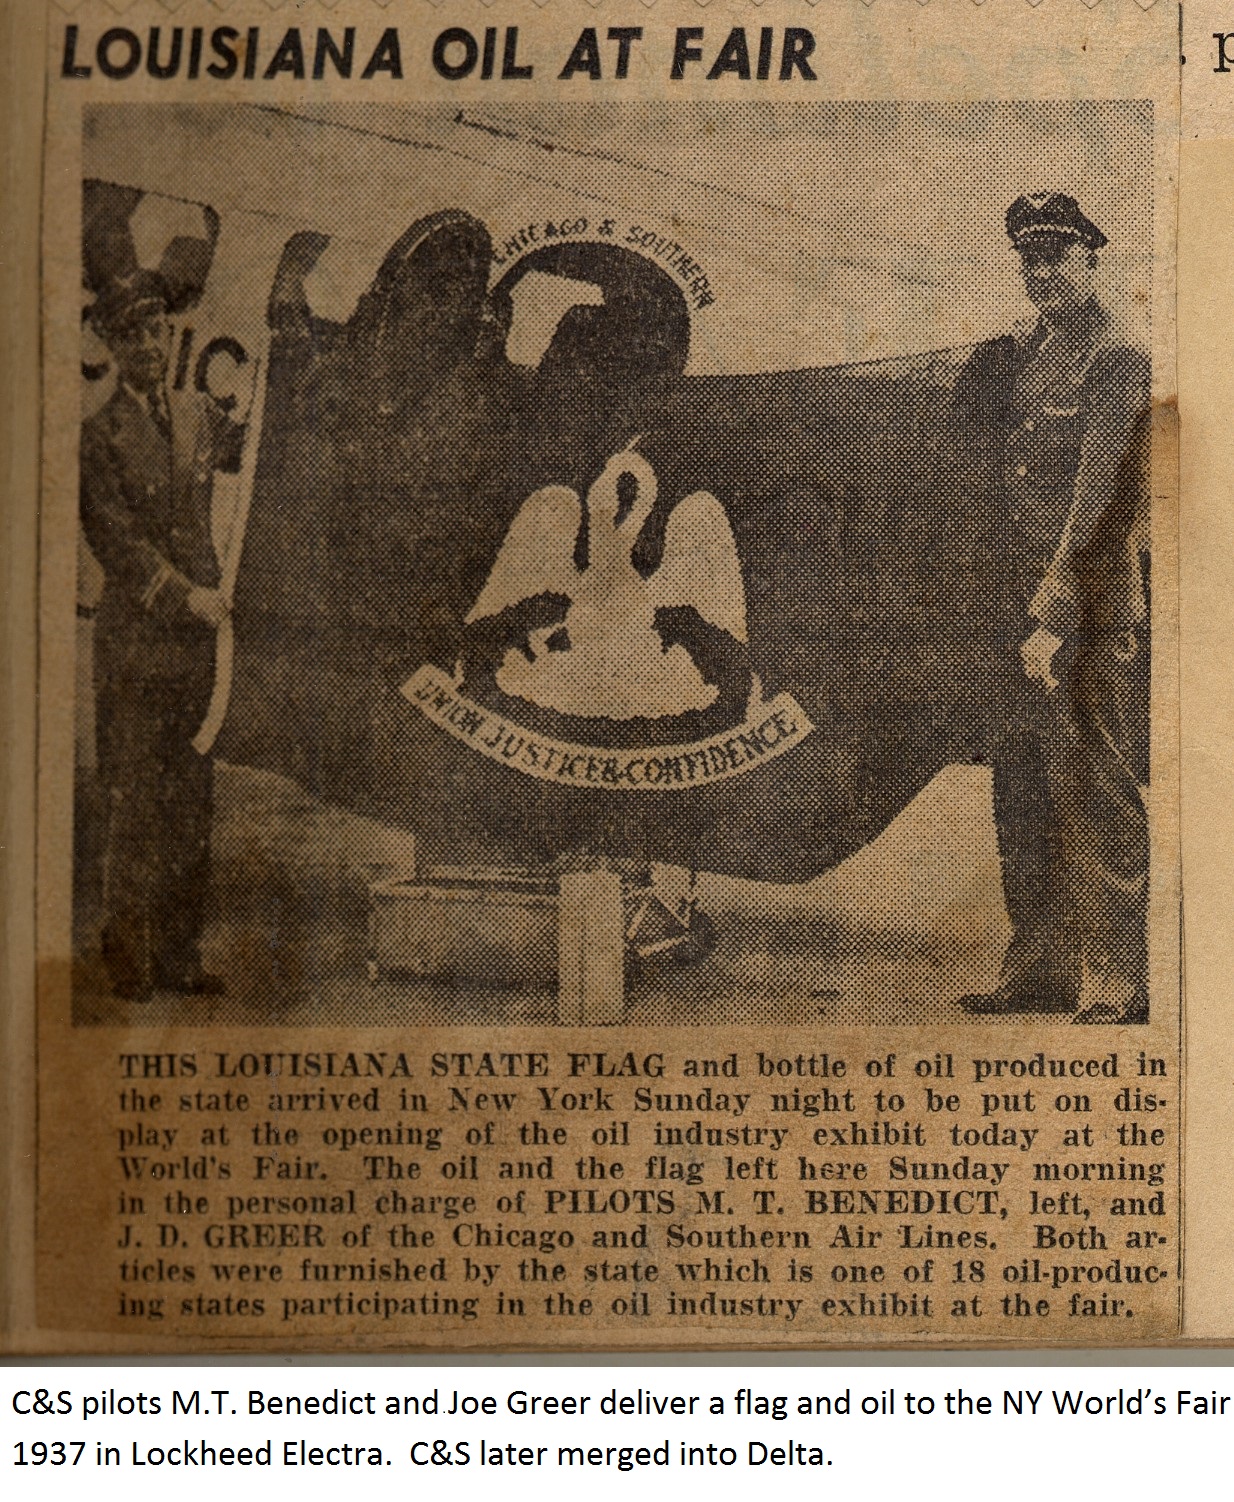 LOUISIANA OIL AT FAIR
. p
CHICAGO & SOUTHERN
IC
UNION JUSTICE & CONFIDENCE
THIS LOUISIANA STATE FLAG and bottle of oil produced in
the state arrived in New York Sunday night to be put on dis-
play at the opening of the oil industry exhibit today at the
World's Fair. The oil and the flag left here Sunday morning
in the personal charge of PILOTS M. T. BENEDICT, left, and
J. D. GREER of the Chicago and Southern Air Lines. Both ar-
ticles were furnished by the state which is one of 18 oil-produc-
ing states participating in the oil industry exhibit at the fair.
C&S pilots M.T. Benedict and Joe Greer deliver a flag and oil to the NY World’s Fair
1937 in Lockheed Electra.  C&S later merged into Delta.